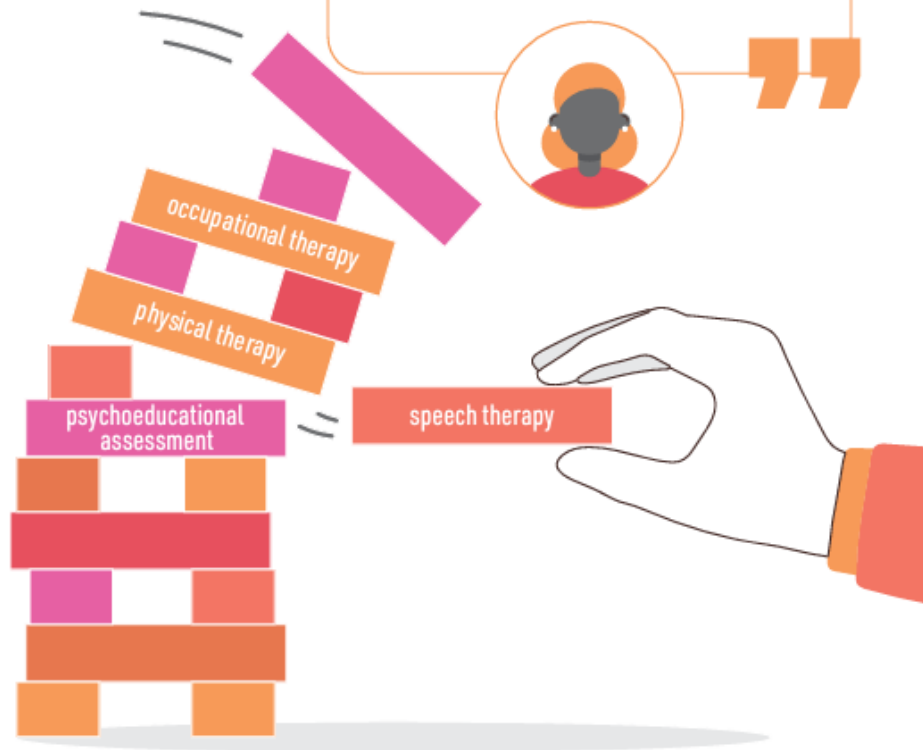 occupational therapy
physical therapy
psychoeducational
assessment
speech therapy